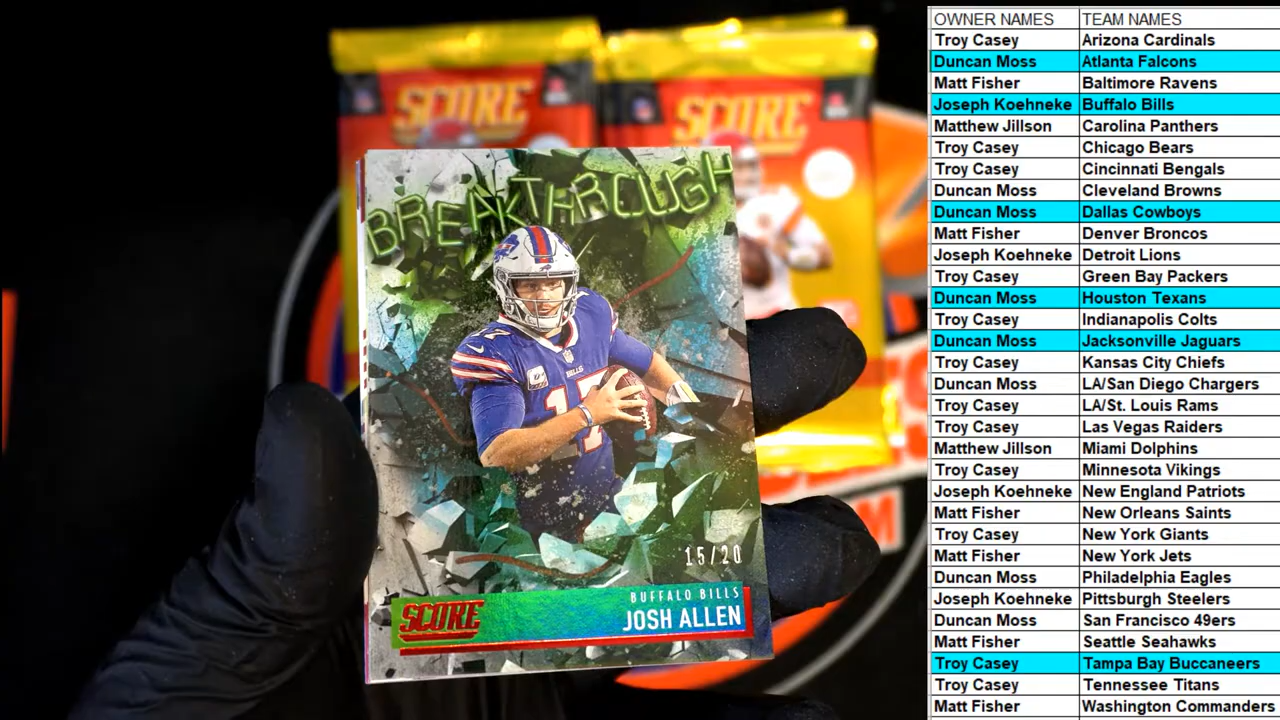 SCORE
SCORE
BREAKTHROUGH
BILLS
17
17
15/20
SCORE
BUFFALO BILLS
JOSH ALLEN
M
OWNER NAMES TEAM NAMES
Troy Casey Arizona Cardinals
Duncan Moss Atlanta Falcons
Matt Fisher Baltimore Ravens
Joseph Koehneke Buffalo Bills
Matthew Jillson Carolina Panthers
Troy Casey Chicago Bears
Troy Casey Cincinnati Bengals
Duncan Moss Cleveland Browns
Duncan Moss Dallas Cowboys
Matt Fisher Denver Broncos
Joseph Koehneke Detroit Lions
Troy Casey Green Bay Packers
Duncan Moss Houston Texans
Troy Casey Indianapolis Colts
Duncan Moss Jacksonville Jaguars
Troy Casey Kansas City Chiefs
Duncan Moss LA/San Diego Chargers
Troy Casey LA/St. Louis Rams
Troy Casey Las Vegas Raiders
Matthew Jillson Miami Dolphins
Troy Casey Minnesota Vikings
Joseph Koehneke New England Patriots
Matt Fisher New Orleans Saints
Troy Casey New York Giants
Matt Fisher New York Jets
Duncan Moss Philadelphia Eagles
Joseph Koehneke Pittsburgh Steelers
Duncan Moss San Francisco 49ers
Matt Fisher Seattle Seahawks
Troy Casey Tampa Bay Buccaneers
Troy Casey Tennessee Titans
Matt Fisher Washington Commanders